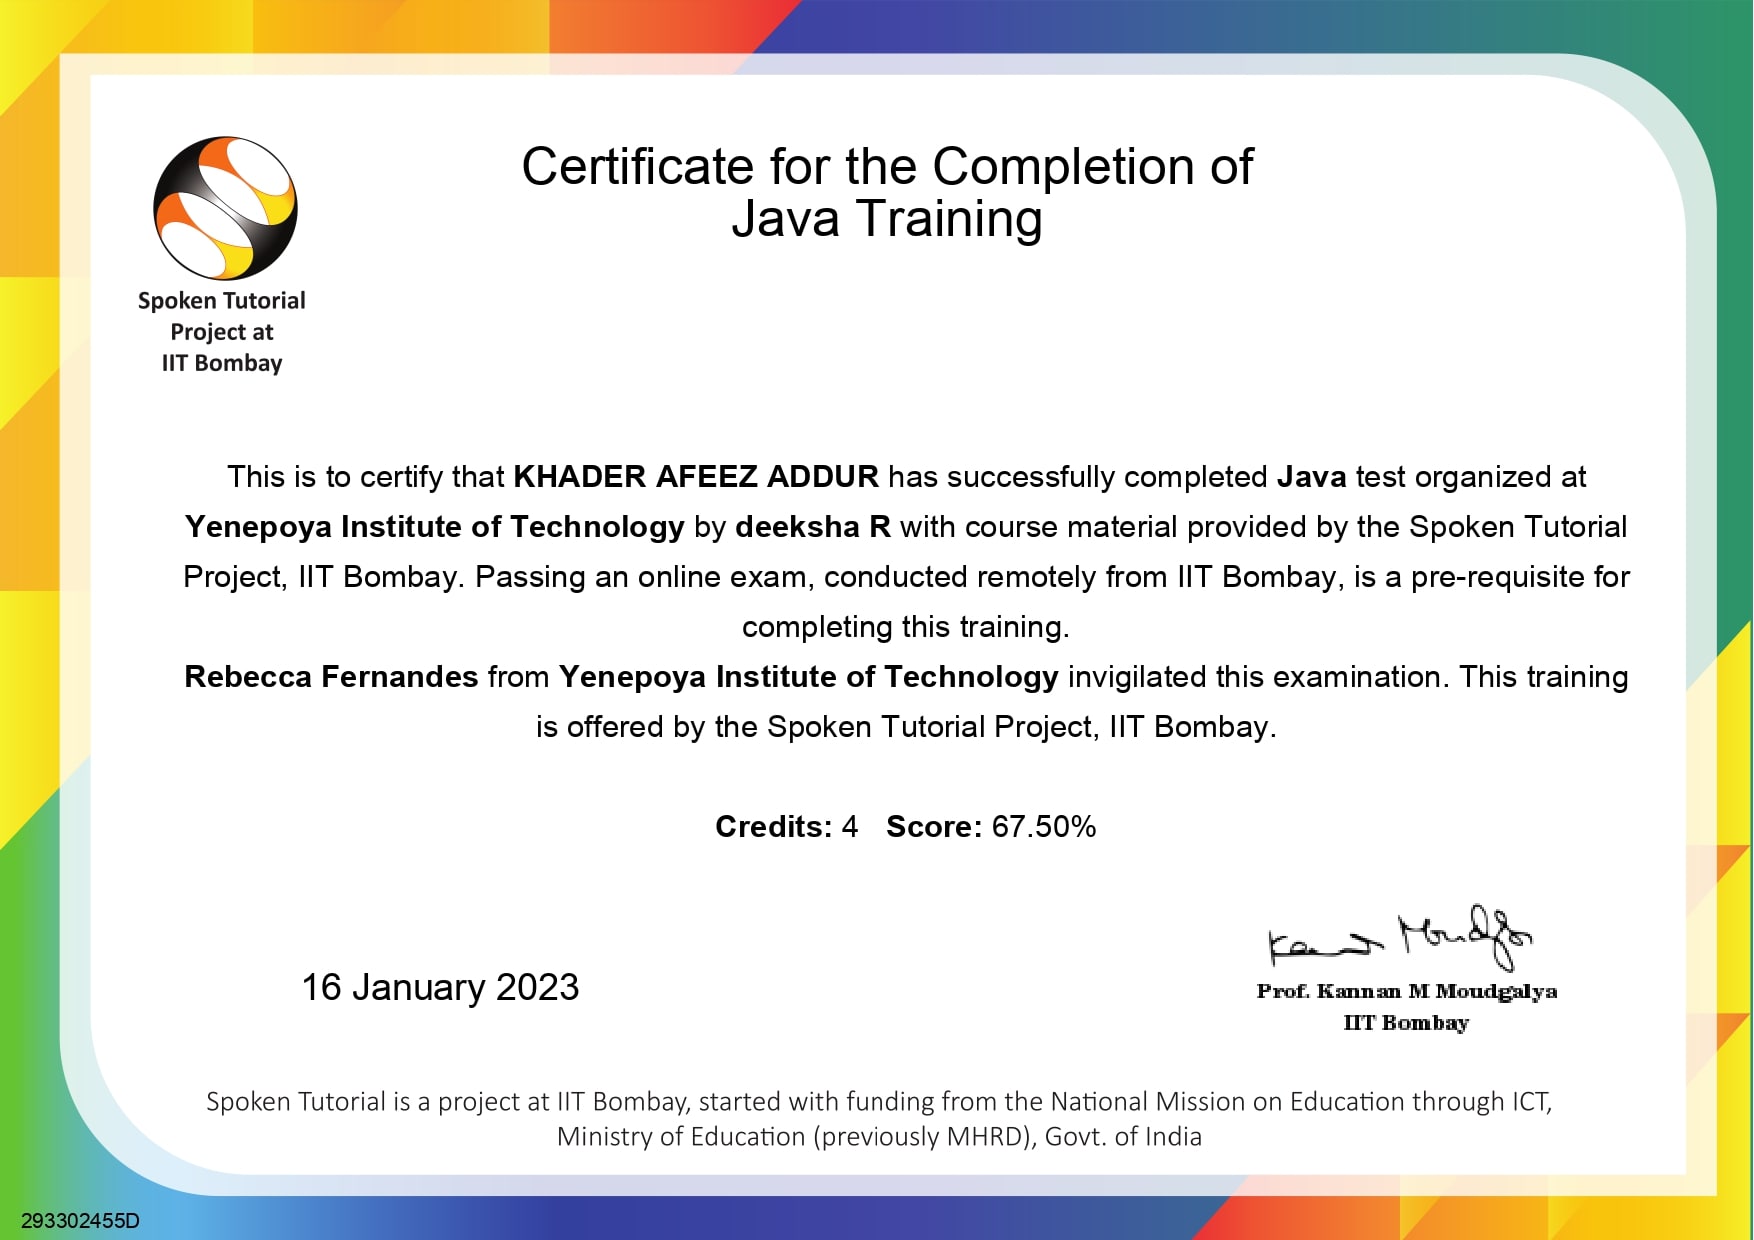 Certificate for the Completion of
Java Training
Spoken Tutorial
Project at
IIT Bombay
This is to certify that KHADER AFEEZ ADDUR has successfully completed Java test organized at
Yenepoya Institute of Technology by deeksha R with course material provided by the Spoken Tutorial
Project, IIT Bombay. Passing an online exam, conducted remotely from IIT Bombay, is a pre-requisite for
completing this training.
Rebecca Fernandes from Yenepoya Institute of Technology invigilated this examination. This training
is offered by the Spoken Tutorial Project, IIT Bombay.
Credits: 4 Score: 67.50%
16 January 2023
Prof. Kannan M Moudgalya
IIT Bombay
Spoken Tutorial is a project at IIT Bombay, started with funding from the National Mission on Education through ICT,
Ministry of Education (previously MHRD), Govt. of India
293302455D